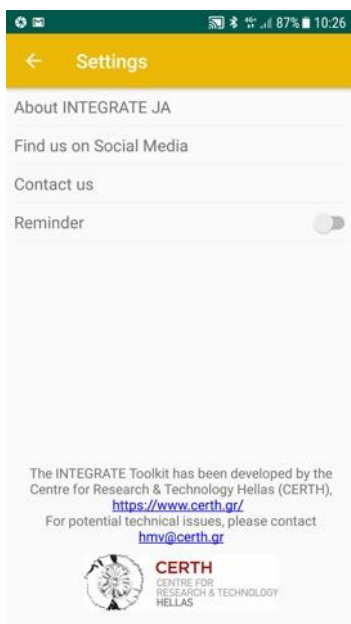 87% 10:26
Settings
About INTEGRATE JA
Find us on Social Media
Contact us
Reminder
The INTEGRATE Toolkit has been developed by the
Centre for Research & Technology Hellas (CERTH),
https://www.certh.gr/
For potential technical issues, please contact
hmv@certh.gr
CERTH
CENTRE FOR
RESEARCH & TECHNOLOGY
HELLAS